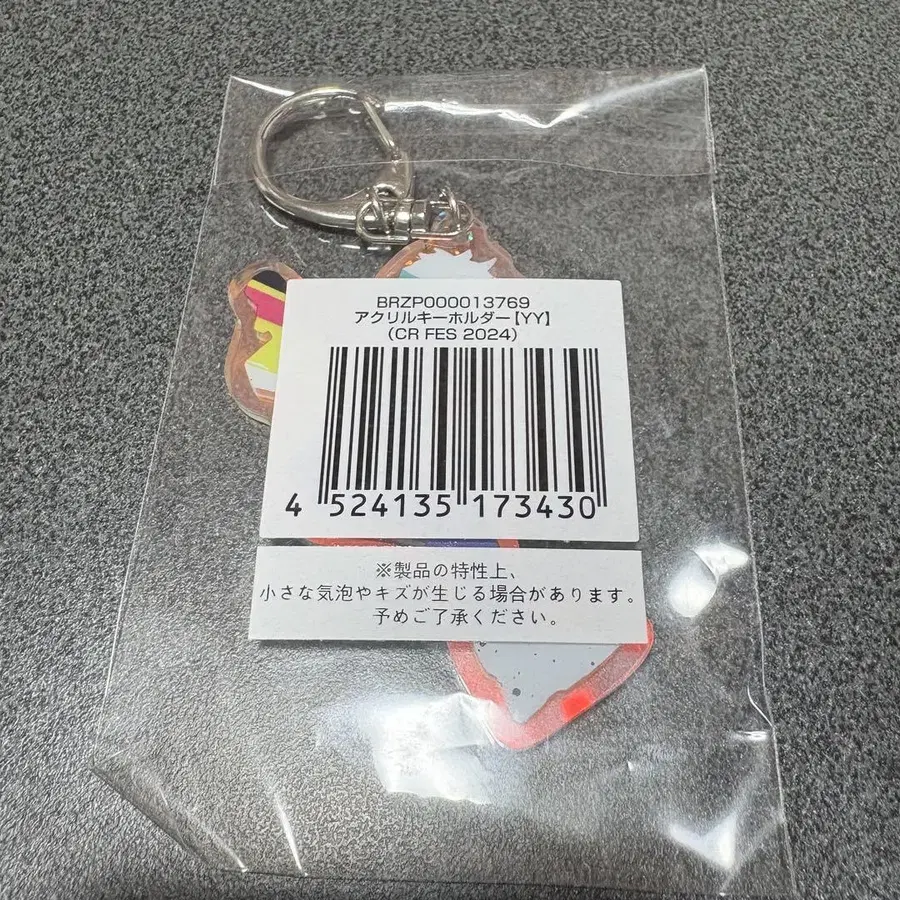 BRZP000013769
アクリルキーホルダー【YY】
（CR FES 2024）
4 524135 173430
※製品の特性上、
小さな気泡やキズが生じる場合があります。
予めご了承ください。